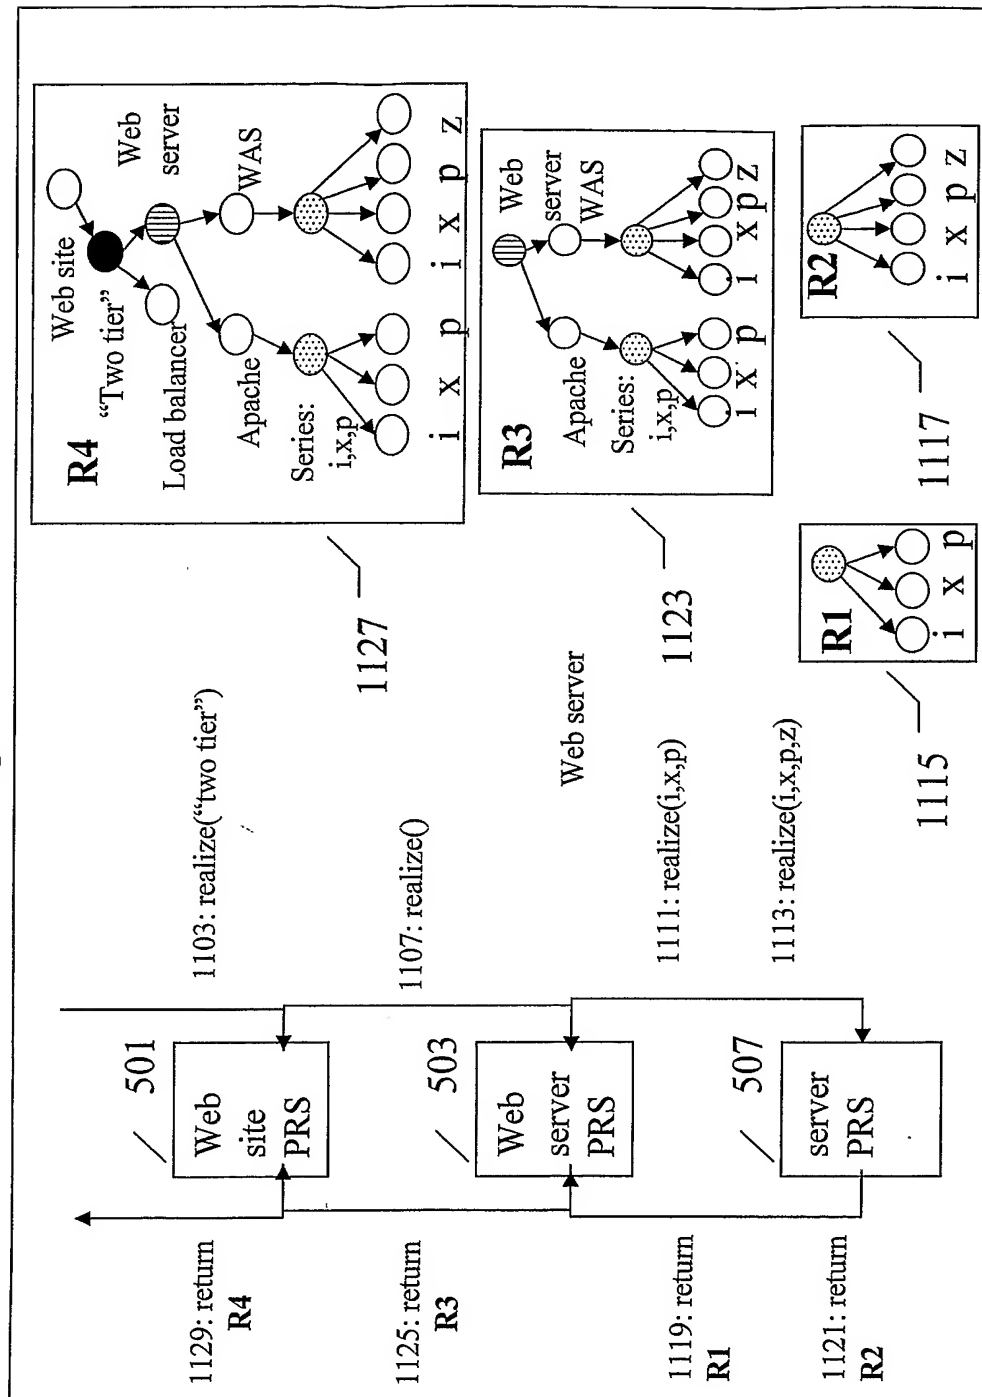 501
Web
site
PRS
503
Web
server
PRS
507
server
PRS
1103: realize(“two tier”)
1107: realize()
1111: realize(i,x,p)
1113: realize(i,x,p,z)
1129: return
R4
1125: return
R3
1119: return
R1
1121: return
R2
Web server
R4
Web site
“Two tier”
Load balancer
Web
server
Apache
WAS
Series:
i,x,p
i x p i x p z
1127
R3
Web
server
Apache
WAS
Series:
i,x,p
i x p i x p z
1123
R1
i x p
1115
R2
i x p z
1117